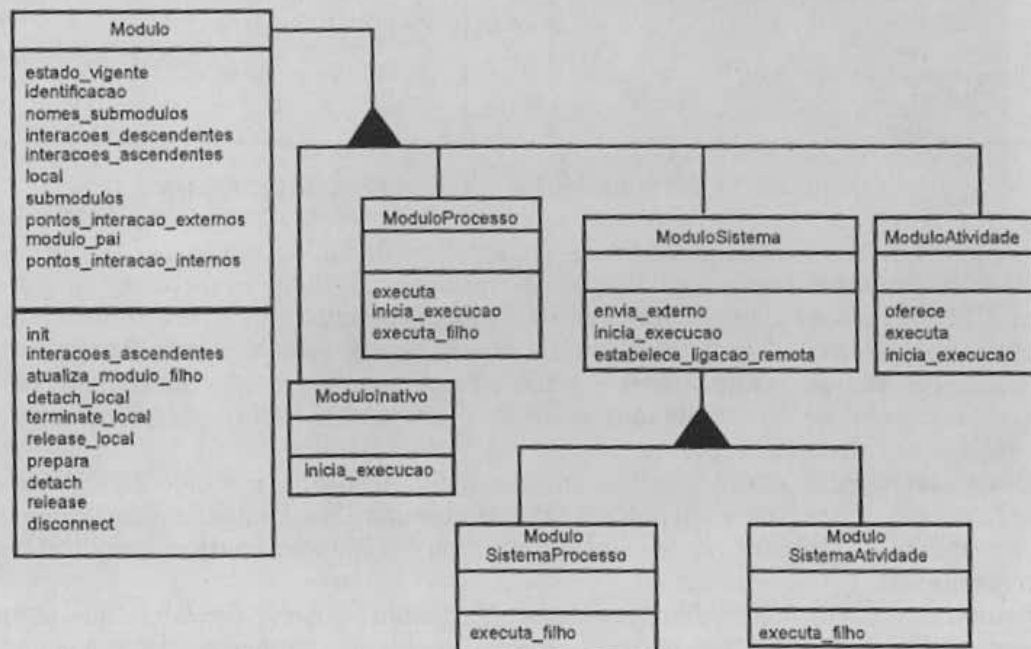 Modulo
estado_vigente
identificacao
nomes_submodulos
interacoes_descendentes
interacoes_ascendentes
local
submodulos
pontos_interacao_externos
modulo_pai
pontos_interacao_internos
init
interacoes_ascendentes
atualiza_modulo_filho
detach_local
terminate_local
release_local
prepara
detach
release
disconnect
ModuloProcesso
executa
inicia_execucao
executa_filho
ModuloSistema
envia_externo
inicia_execucao
estabelece_ligacao_remota
ModuloAtividade
oferece
executa
inicia_execucao
ModuloInativo
inicia_execucao
Modulo
SistemaProcesso
executa_filho
Modulo
SistemaAtividade
executa_filho